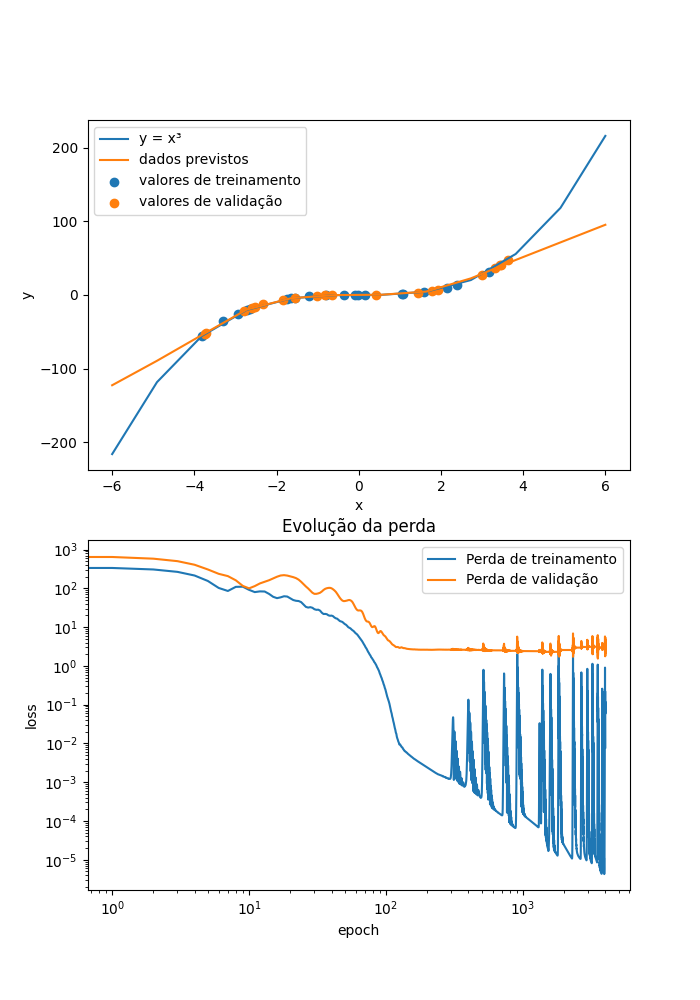 y = x³
dados previstos
valores de treinamento
valores de validação
200
100
0
−100
−200
y
−6 −4 −2 0 2 4 6
x
Evolução da perda
Perda de treinamento
Perda de validação
10³
10²
10¹
10⁰
10⁻¹
10⁻²
10⁻³
10⁻⁴
10⁻⁵
loss
10⁰ 10¹ 10² 10³
epoch